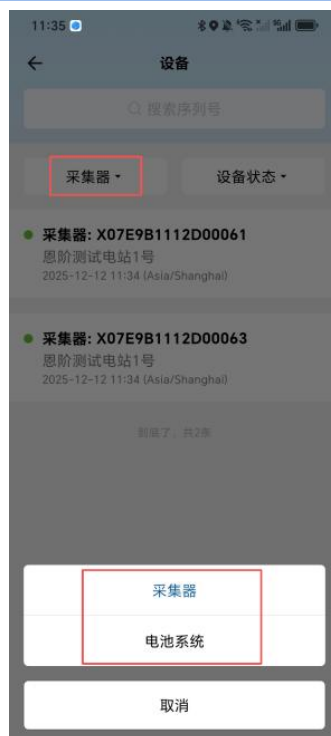 11:35
设备
搜索序列号
采集器
设备状态
采集器: X07E9B1112D00061
恩阶测试电站1号
2025-12-12 11:34 (Asia/Shanghai)
采集器: X07E9B1112D00063
恩阶测试电站1号
2025-12-12 11:34 (Asia/Shanghai)
到底了，共2条
采集器
电池系统
取消